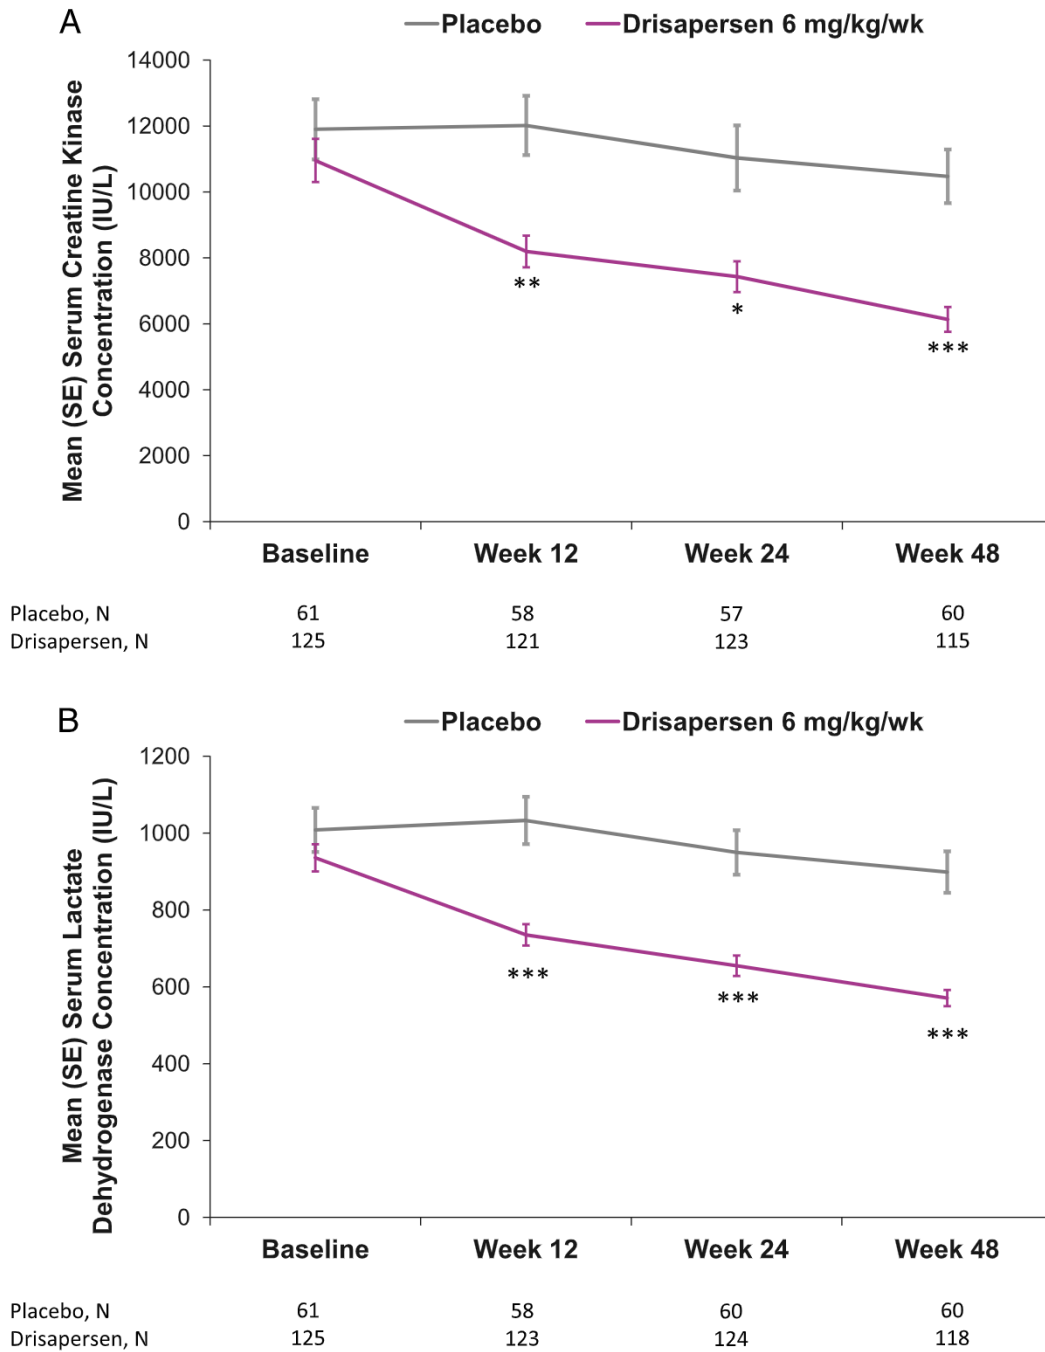 A
Placebo Drisapersen 6 mg/kg/wk
Mean (SE) Serum Creatine Kinase
Concentration (IU/L)
14000
12000
10000
8000
6000
4000
2000
0
**
*
***
Baseline Week 12 Week 24 Week 48
Placebo, N 61 58 57 60
Drisapersen, N 125 121 123 115
B
Placebo Drisapersen 6 mg/kg/wk
Mean (SE) Serum Lactate
Dehydrogenase Concentration (IU/L)
1200
1000
800
600
400
200
0
***
***
***
Baseline Week 12 Week 24 Week 48
Placebo, N 61 58 60 60
Drisapersen, N 125 123 124 118